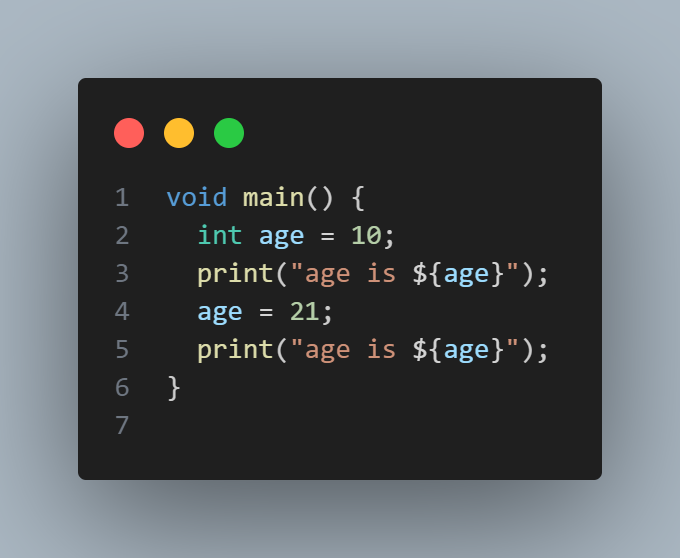 1 void main() {
2 int age = 10;
3 print("age is ${age}");
4 age = 21;
5 print("age is ${age}");
6 }
7